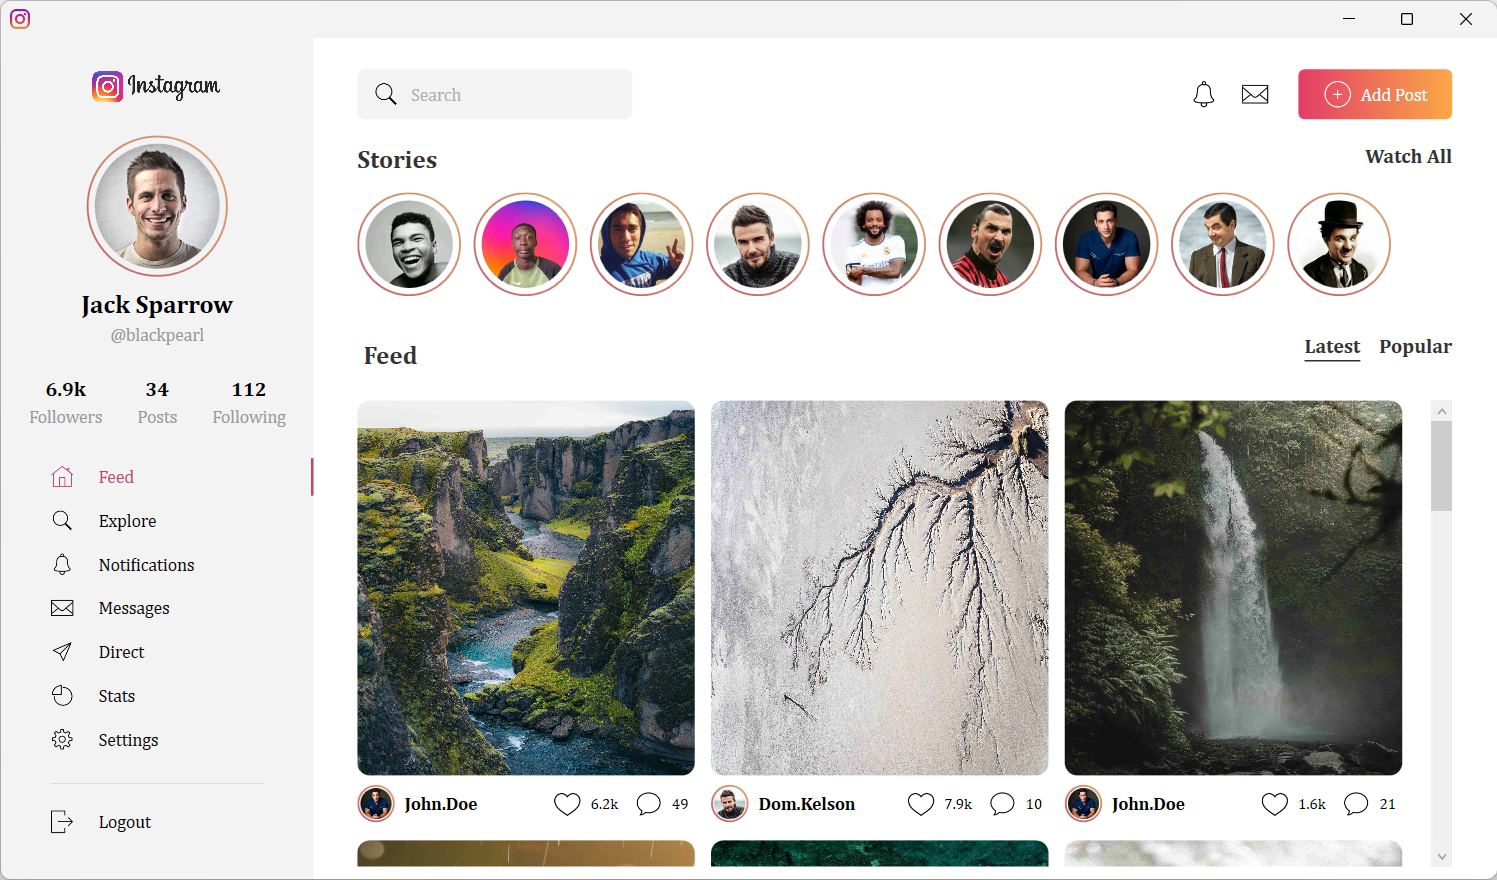 Instagram
Jack Sparrow
@blackpearl
6.9k 34 112
Followers Posts Following
Feed
Explore
Notifications
Messages
Direct
Stats
Settings
Logout
Search
Add Post
Stories
Watch All
Feed
Latest Popular
John.Doe 6.2k 49
Dom.Kelson 7.9k 10
John.Doe 1.6k 21